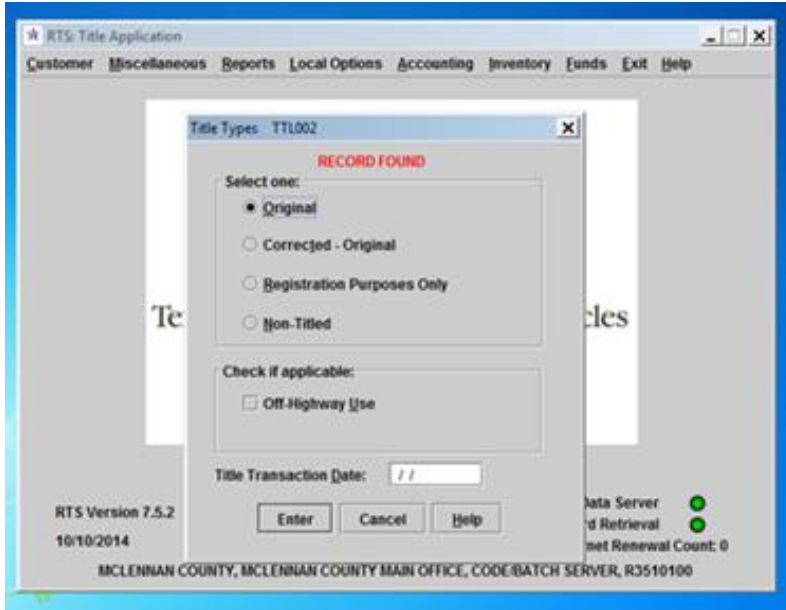 RTS: Title Application
Customer Miscellaneous Reports Local Options Accounting Inventory Funds Exit Help
Title Types TTL002
RECORD FOUND
Select one:
Original
Corrected - Original
Registration Purposes Only
Non-Titled
Te
cles
Check if applicable:
Off-Highway Use
Title Transaction Date: / /
Enter Cancel Help
RTS Version 7.5.2
10/10/2014
Data Server
rd Retrieval
rnet Renewal Count: 0
MCLENNAN COUNTY, MCLENNAN COUNTY MAIN OFFICE, CODE/BATCH SERVER, R3510100